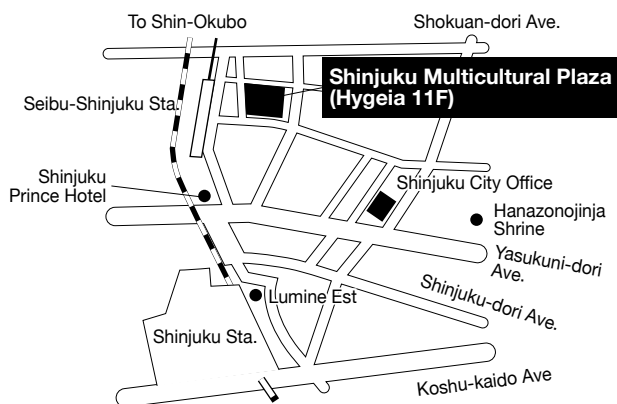 To Shin-Okubo
Shokuan-dori Ave.
Shinjuku Multicultural Plaza
(Hygeia 11F)
Seibu-Shinjuku Sta.
Shinjuku
Prince Hotel
Shinjuku City Office
Hanazonojinja
Shrine
Yasukuni-dori
Ave.
Shinjuku-dori Ave.
Lumine Est
Shinjuku Sta.
Koshu-kaido Ave